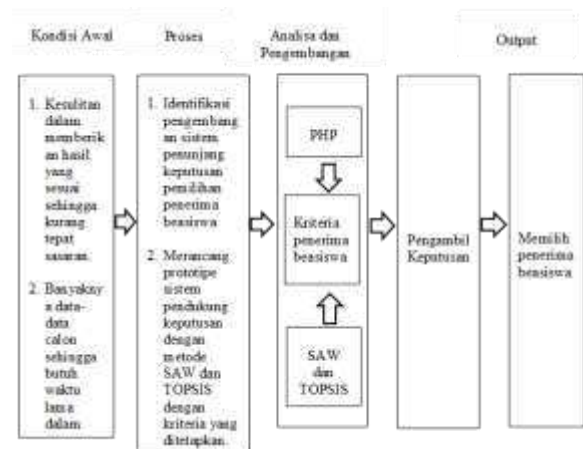 Kondisi Awal
Proses
Analisa dan
Pengembangan
Output
1. Kesulitan
dalam
memberik
an hasil
yang
sesuai
sehingga
kurang
tepat
sasaran.
2. Banyakny
a data-
data
calon
sehingga
butuh
waktu
lama
dalam
1. Identifikasi
pengembang
an sistem
penunjang
keputusan
pemilihan
penerima
beasiswa
2. Merancang
prototipe
sistem
pendukung
keputusan
dengan
metode
SAW dan
TOPSIS
dengan
kriteria yang
ditetapkan.
PHP
Kriteria
penerima
beasiswa
SAW
dan
TOPSIS
Pengambil
Keputusan
Memilih
penerima
beasiswa